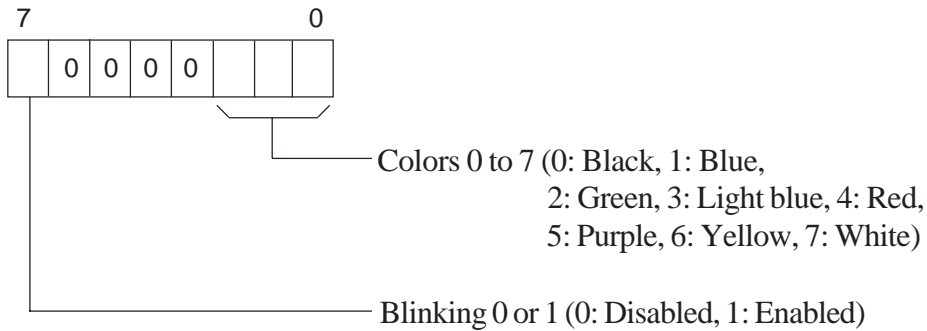 7 0
0 0 0 0
Colors 0 to 7 (0: Black, 1: Blue,
2: Green, 3: Light blue, 4: Red,
5: Purple, 6: Yellow, 7: White)
Blinking 0 or 1 (0: Disabled, 1: Enabled)